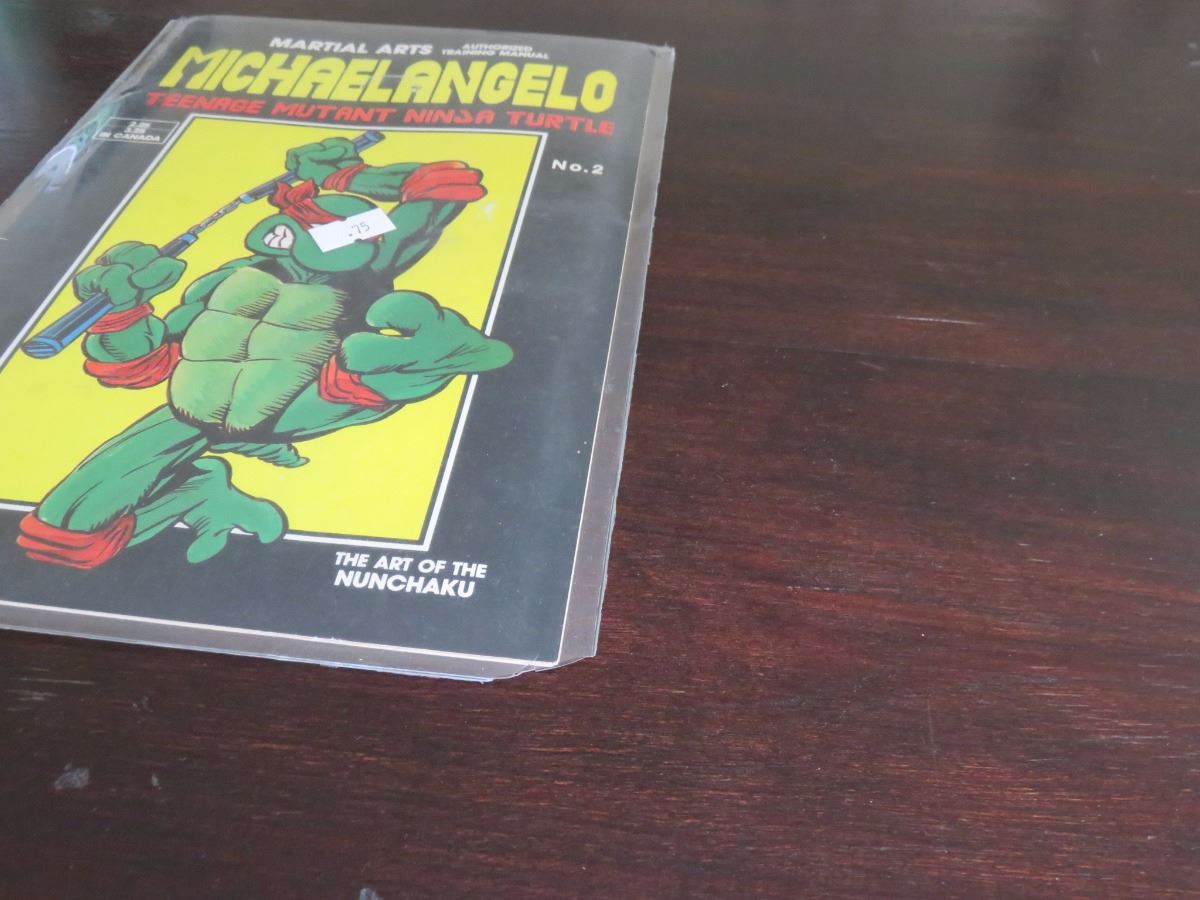 MARTIAL ARTS AUTHORIZED
TRAINING MANUAL
MICHAELANGELO
TEENAGE MUTANT NINJA TURTLE
IN CANADA
No.2
.75
THE ART OF THE
NUNCHAKU